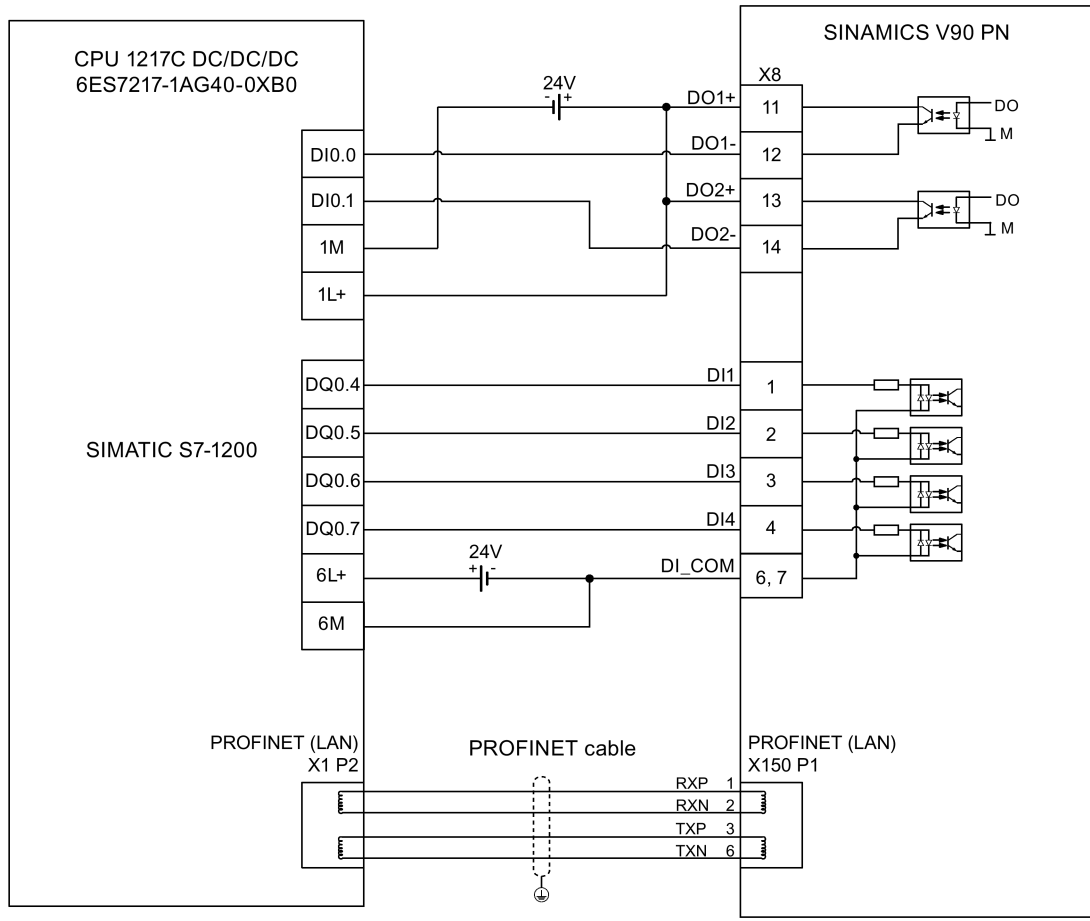 CPU 1217C DC/DC/DC
6ES7217-1AG40-0XB0
SINAMICS V90 PN
X8
24V
- +
DO1+
11
DO
M
DI0.0
DO1-
12
DI0.1
DO2+
13
DO
M
1M
DO2-
14
1L+
DQ0.4
DI1
1
DQ0.5
DI2
2
SIMATIC S7-1200
DQ0.6
DI3
3
DQ0.7
DI4
4
24V
+ -
6L+
DI_COM
6, 7
6M
PROFINET (LAN)
X1 P2
PROFINET cable
PROFINET (LAN)
X150 P1
RXP 1
RXN 2
TXP 3
TXN 6